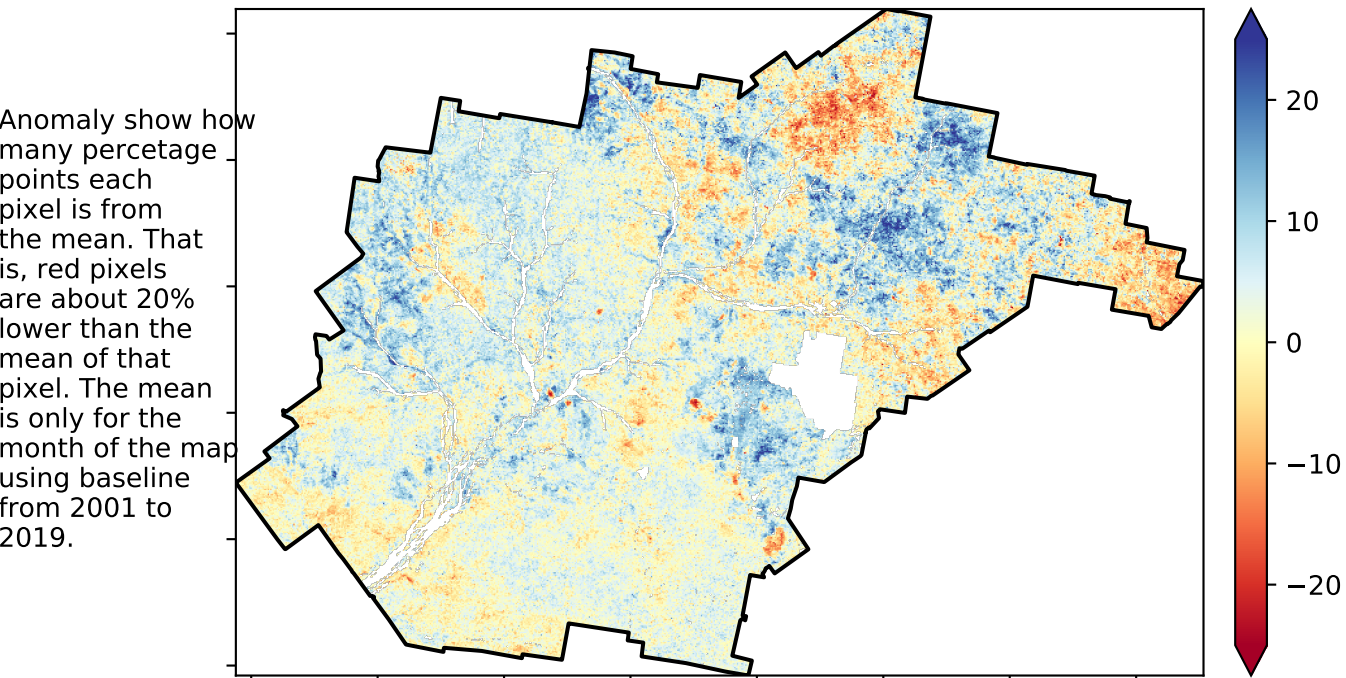 Anomaly show how
many percetage
points each
pixel is from
the mean. That
is, red pixels
are about 20%
lower than the
mean of that
pixel. The mean
is only for the
month of the map
using baseline
from 2001 to
2019.
20
10
0
−10
−20